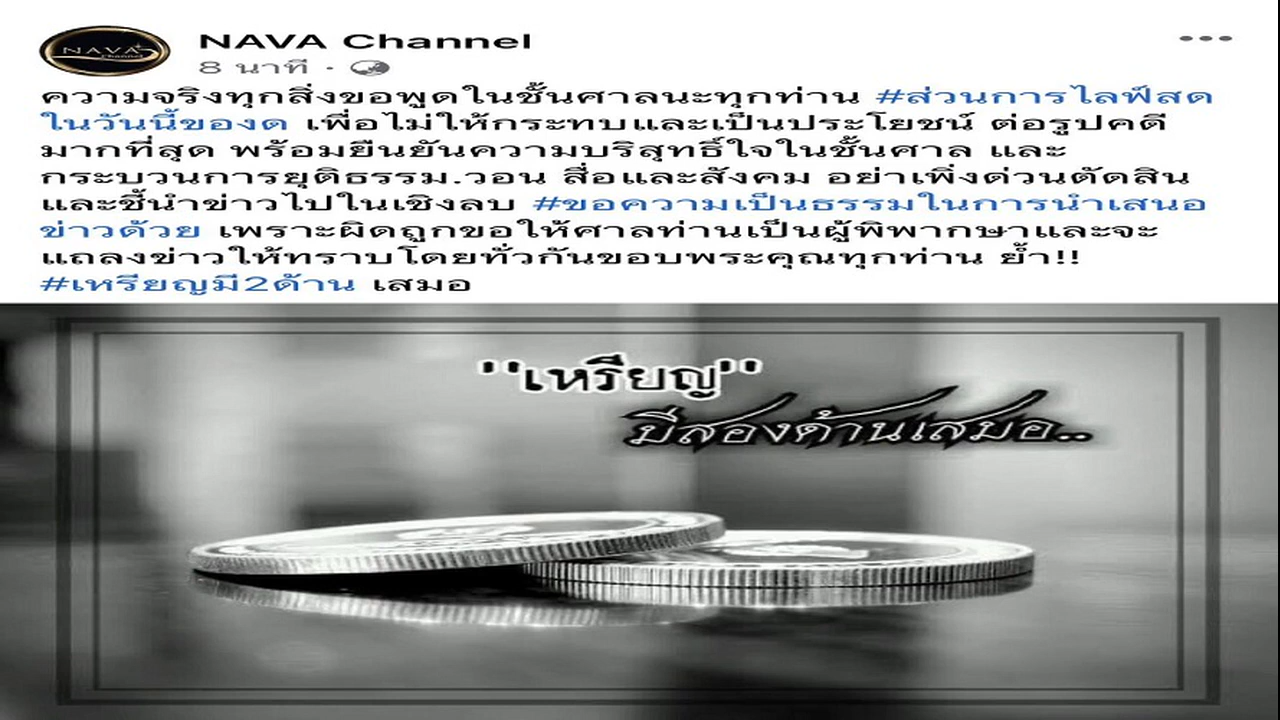 NAVA
Channel
NAVA Channel
8 นาที ·
ความจริงทุกสิ่งขอพูดในชั้นศาลนะทุกท่าน #ส่วนการไลฟ์สด
ในวันนี้ของด เพื่อไม่ให้กระทบและเป็นประโยชน์ ต่อรูปคดี
มากที่สุด พร้อมยืนยันความบริสุทธิ์ใจในชั้นศาล และ
กระบวนการยุติธรรม.วอน สื่อและสังคม อย่าเพิ่งด่วนตัดสิน
และชี้นำข่าวไปในเชิงลบ #ขอความเป็นธรรมในการนำเสนอ
ข่าวด้วย เพราะผิดถูกขอให้ศาลท่านเป็นผู้พิพากษาและจะ
แถลงข่าวให้ทราบโดยทั่วกันขอบพระคุณทุกท่าน ย้ำ!!
#เหรียญมี2ด้าน เสมอ
''เหรียญ''
มีสองด้านเสมอ..